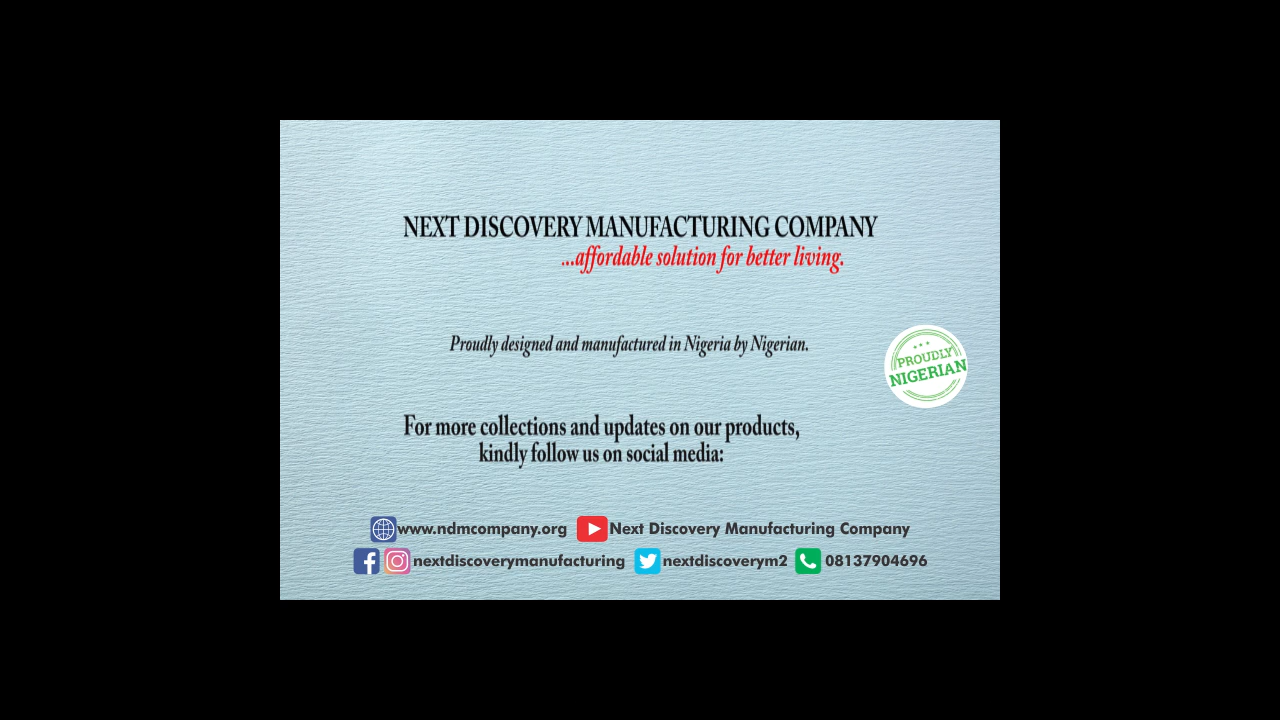 NEXT DISCOVERY MANUFACTURING COMPANY
...affordable solution for better living.
Proudly designed and manufactured in Nigeria by Nigerian.
PROUDLY
NIGERIAN
For more collections and updates on our products,
kindly follow us on social media:
www.ndmcompany.org Next Discovery Manufacturing Company
nextdiscoverymanufacturing nextdiscoverym2 08137904696